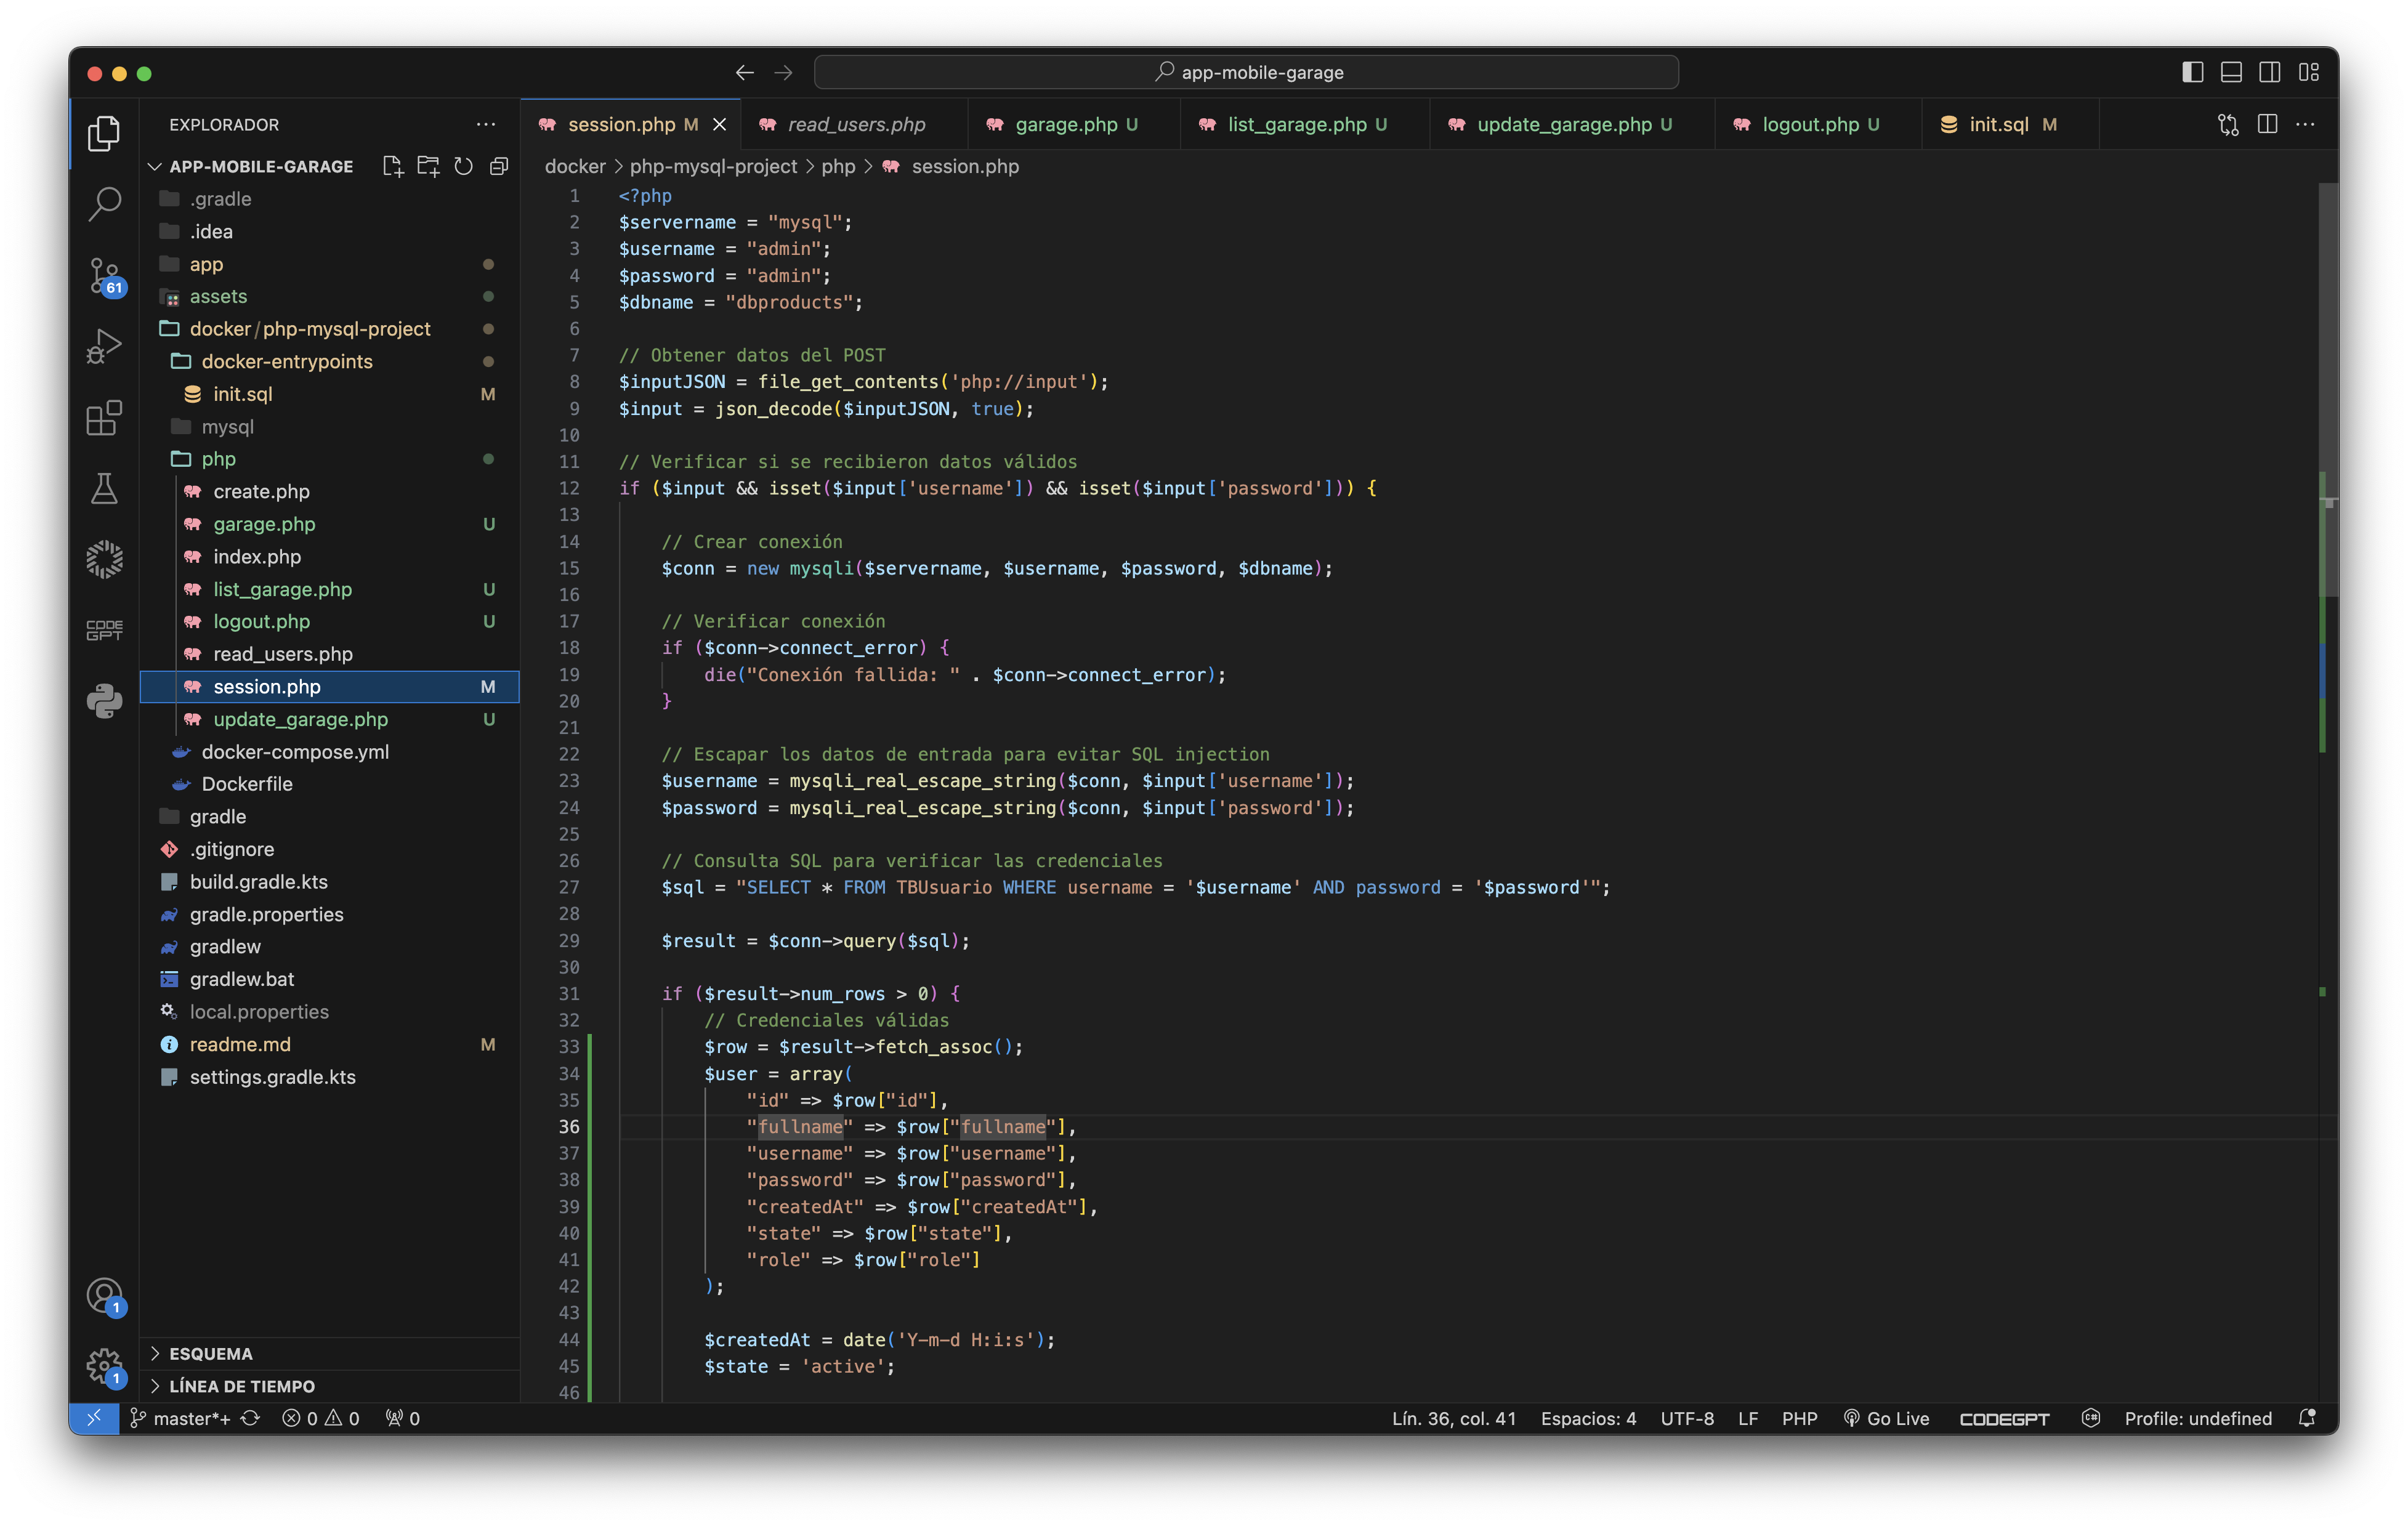 app-mobile-garage
EXPLORADOR
APP-MOBILE-GARAGE
.gradle
.idea
app
assets
docker/php-mysql-project
docker-entrypoints
init.sql M
mysql
php
create.php
garage.php U
index.php
list_garage.php U
logout.php U
read_users.php
session.php M
update_garage.php U
docker-compose.yml
Dockerfile
gradle
.gitignore
build.gradle.kts
gradle.properties
gradlew
gradlew.bat
local.properties
readme.md M
settings.gradle.kts
ESQUEMA
LÍNEA DE TIEMPO
61
CODE
GPT
1
1
session.php M read_users.php garage.php U list_garage.php U update_garage.php U logout.php U init.sql M
docker > php-mysql-project > php > session.php
1 <?php
2 $servername = "mysql";
3 $username = "admin";
4 $password = "admin";
5 $dbname = "dbproducts";
6
7 // Obtener datos del POST
8 $inputJSON = file_get_contents('php://input');
9 $input = json_decode($inputJSON, true);
10
11 // Verificar si se recibieron datos válidos
12 if ($input && isset($input['username']) && isset($input['password'])) {
13
14 // Crear conexión
15 $conn = new mysqli($servername, $username, $password, $dbname);
16
17 // Verificar conexión
18 if ($conn->connect_error) {
19 die("Conexión fallida: " . $conn->connect_error);
20 }
21
22 // Escapar los datos de entrada para evitar SQL injection
23 $username = mysqli_real_escape_string($conn, $input['username']);
24 $password = mysqli_real_escape_string($conn, $input['password']);
25
26 // Consulta SQL para verificar las credenciales
27 $sql = "SELECT * FROM TBUsuario WHERE username = '$username' AND password = '$password'";
28
29 $result = $conn->query($sql);
30
31 if ($result->num_rows > 0) {
32 // Credenciales válidas
33 $row = $result->fetch_assoc();
34 $user = array(
35 "id" => $row["id"],
36 "fullname" => $row["fullname"],
37 "username" => $row["username"],
38 "password" => $row["password"],
39 "createdAt" => $row["createdAt"],
40 "state" => $row["state"],
41 "role" => $row["role"]
42 );
43
44 $createdAt = date('Y-m-d H:i:s');
45 $state = 'active';
46
master*+ 0 0 0 Lín. 36, col. 41 Espacios: 4 UTF-8 LF PHP Go Live CODEGPT Profile: undefined